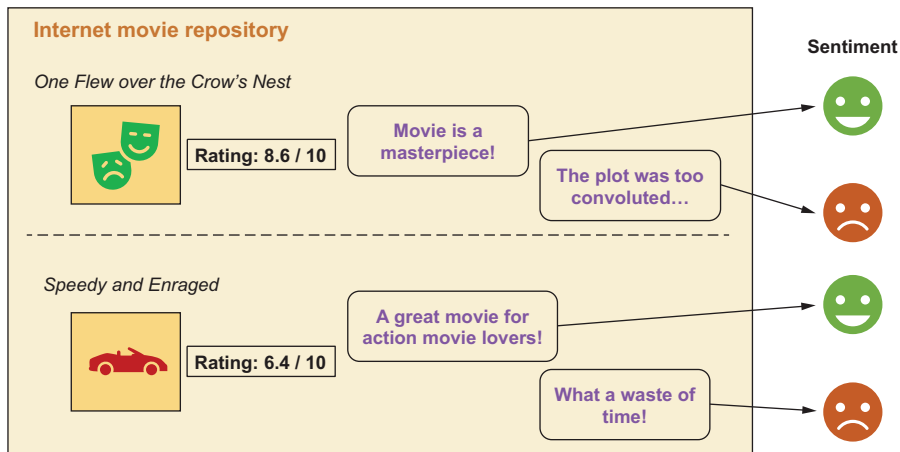 Internet movie repository
Sentiment
One Flew over the Crow's Nest
Rating: 8.6 / 10
Movie is a
masterpiece!
The plot was too
convoluted…
Speedy and Enraged
Rating: 6.4 / 10
A great movie for
action movie lovers!
What a waste of
time!